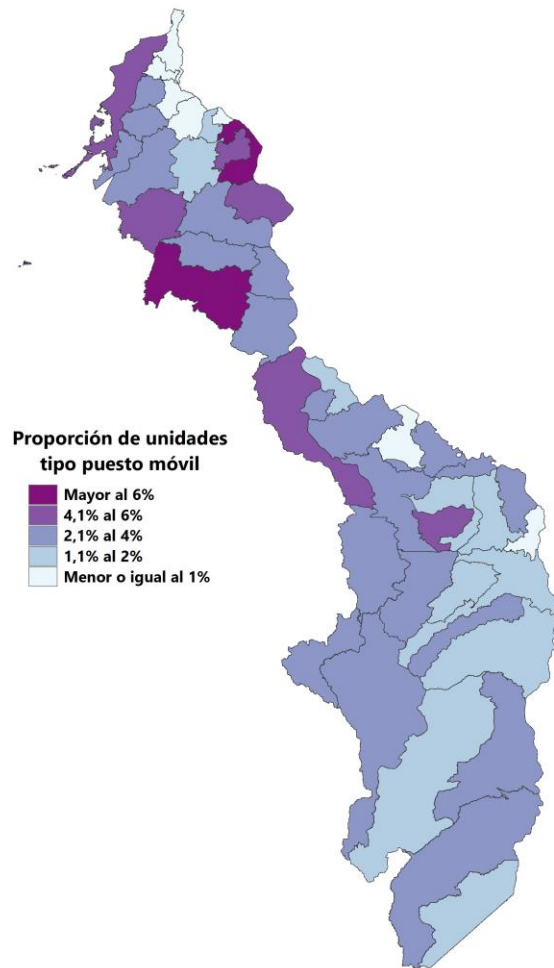 Proporción de unidades
tipo puesto móvil
Mayor al 6%
4,1% al 6%
2,1% al 4%
1,1% al 2%
Menor o igual al 1%